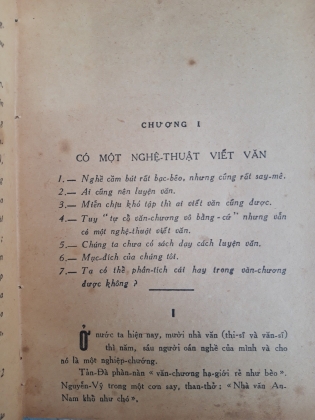 CHƯƠNG I
CÓ MỘT NGHỆ-THUẬT VIẾT VĂN
1.— Nghề cầm bút rất bạc-bẽo, nhưng cũng rất say-mê.
2.— Ai cũng nên luyện văn.
3.— Miễn chịu khó tập thì ai viết văn cũng được.
4.— Tuy "tự cổ văn-chương vô bằng-cứ" nhưng vẫn
có một nghệ-thuật viết văn.
5.— Chúng ta chưa có sách dạy cách luyện văn.
6.— Mục-đích của chúng tôi.
7.— Ta có thể phân-tích cái hay trong văn-chương
được không ?
I
Ở nước ta hiện nay, mười nhà văn (thi-sĩ và văn-sĩ)
thì năm, sáu người oán nghề của mình và cho
nó là một nghiệp-chướng.
Tản-Đà phàn-nàn « văn-chương hạ-giới rẻ như bèo ».
Nguyễn-Vỹ trong một cơn say, than-thở : « Nhà văn An-
Nam khổ như chó ».